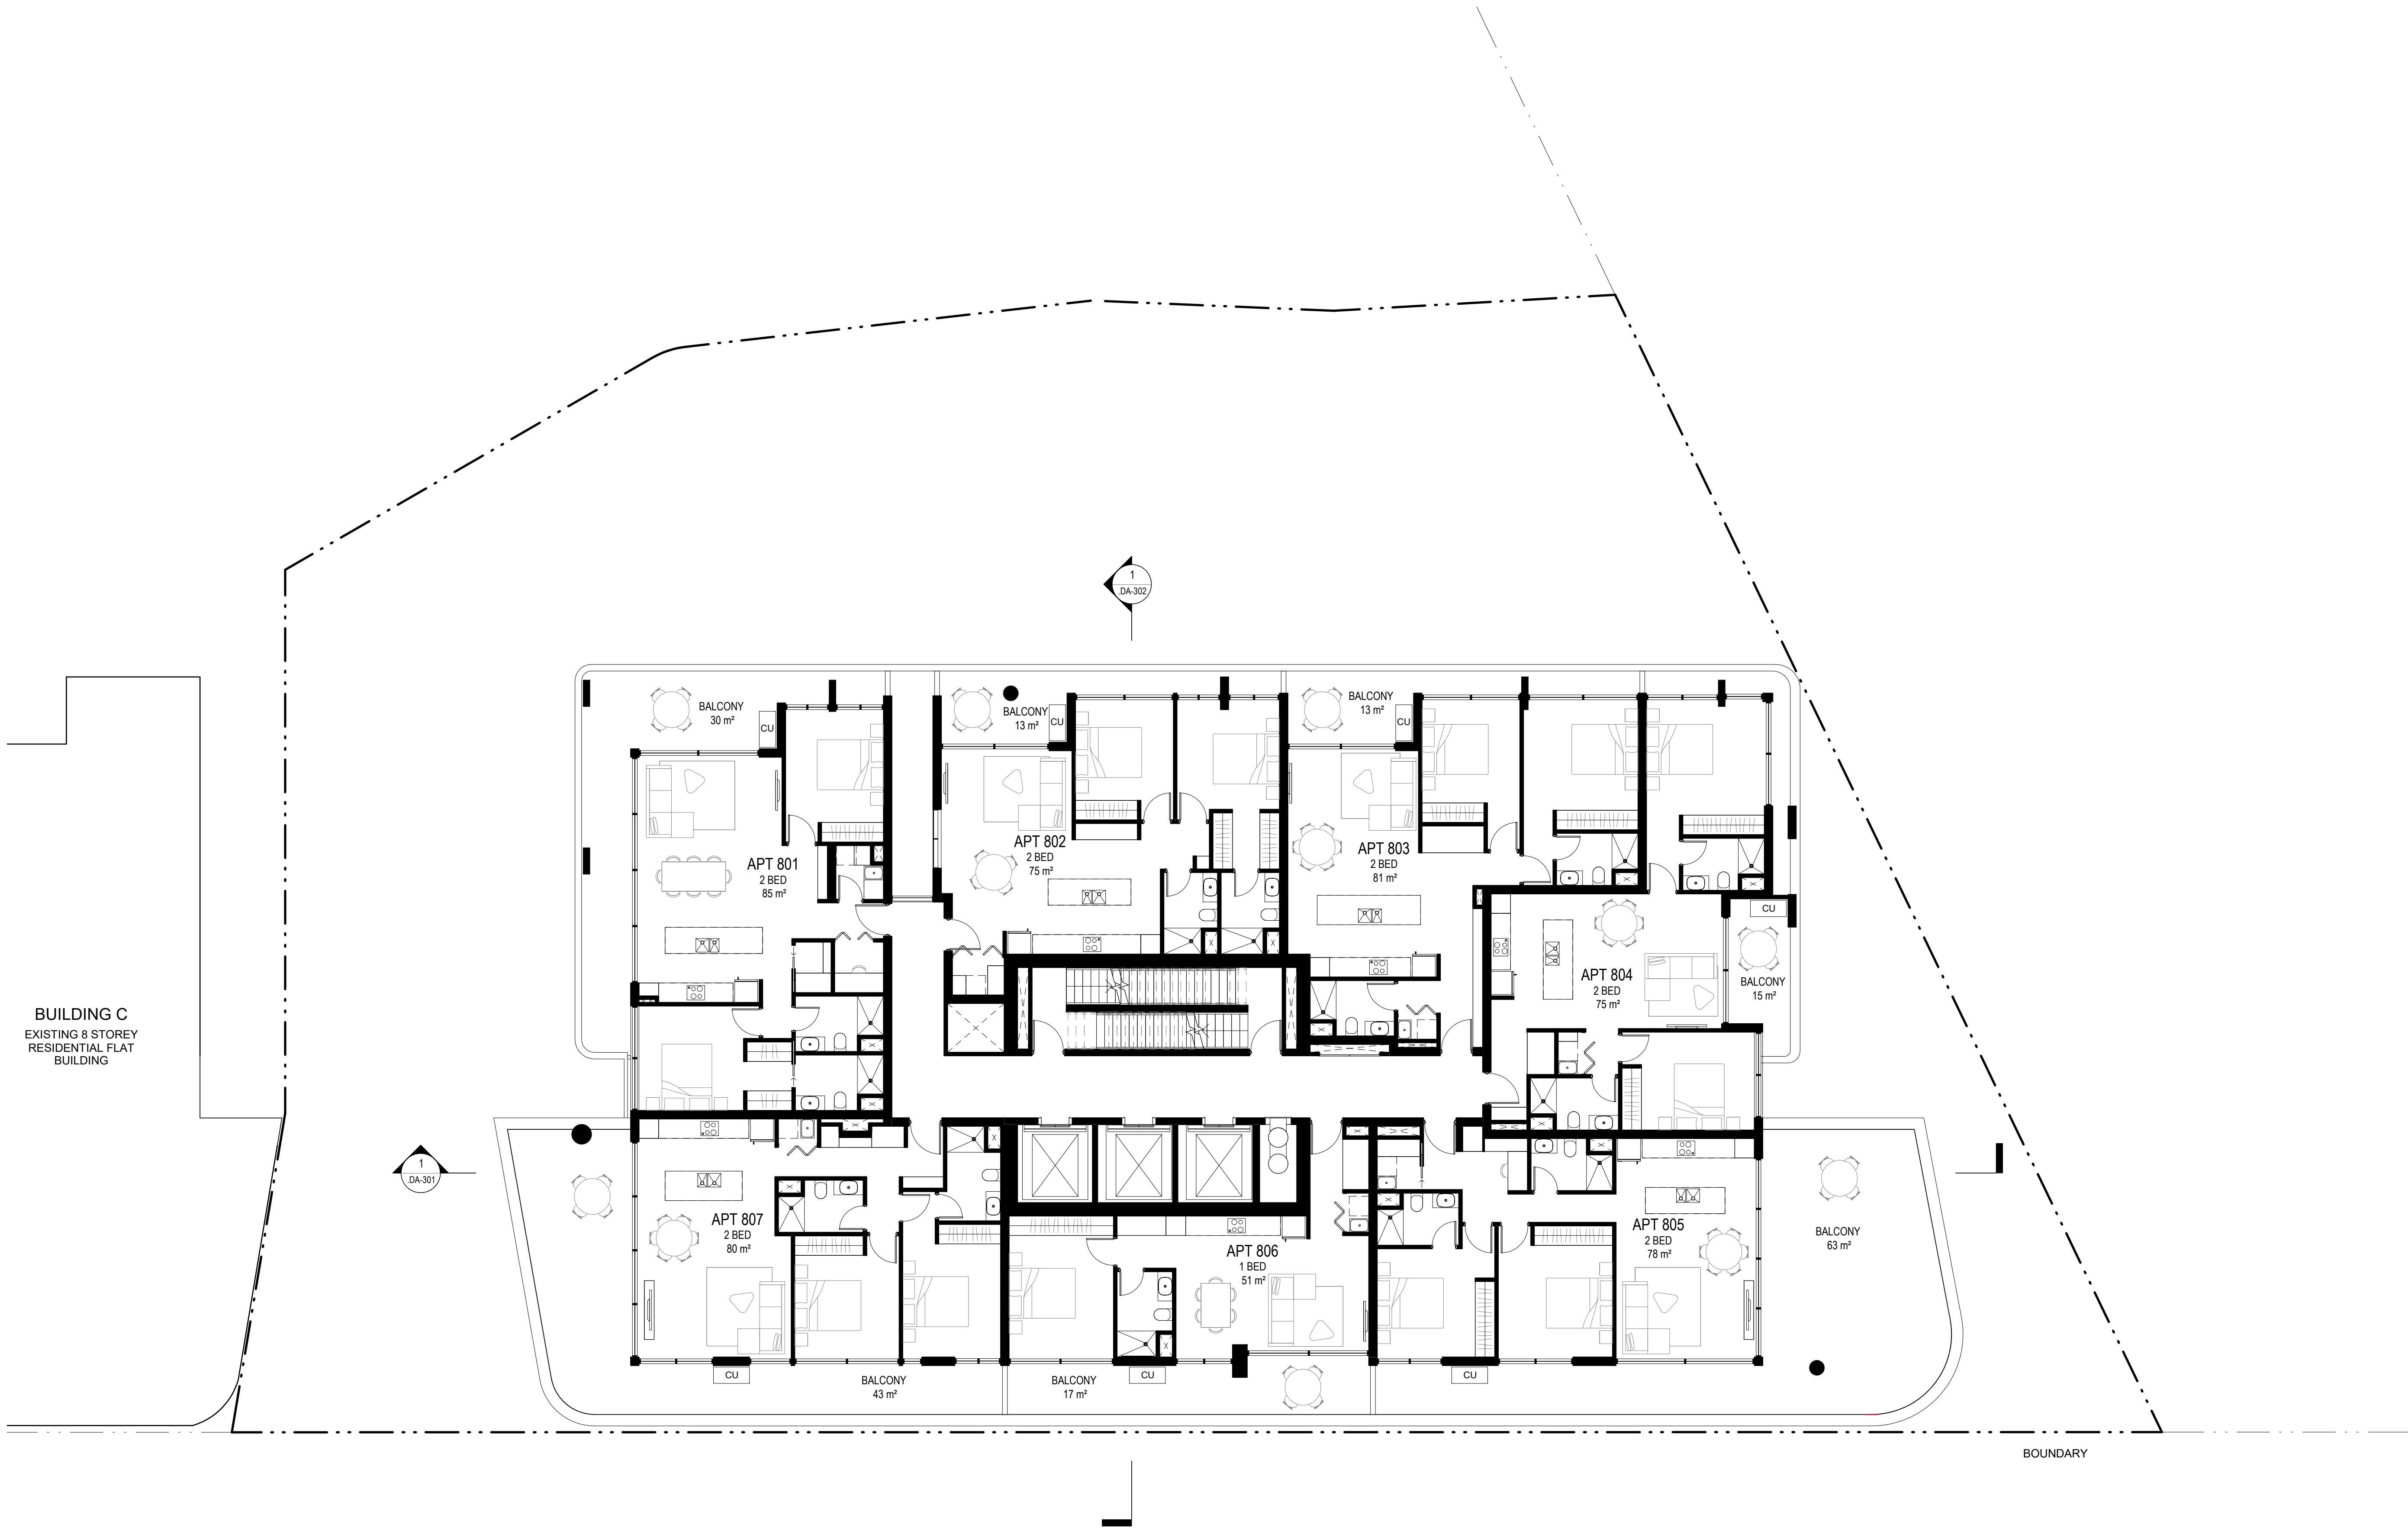 1
.DA-302
BALCONY
30 m²
CU
BALCONY
13 m²
CU
BALCONY
13 m²
CU
APT 801
2 BED
85 m²
APT 802
2 BED
75 m²
APT 803
2 BED
81 m²
CU
APT 804
2 BED
75 m²
BALCONY
15 m²
BUILDING C
EXISTING 8 STOREY
RESIDENTIAL FLAT
BUILDING
1
.DA-301
APT 807
2 BED
80 m²
APT 806
1 BED
51 m²
APT 805
2 BED
78 m²
BALCONY
63 m²
CU
BALCONY
43 m²
BALCONY
17 m²
CU
CU
BOUNDARY